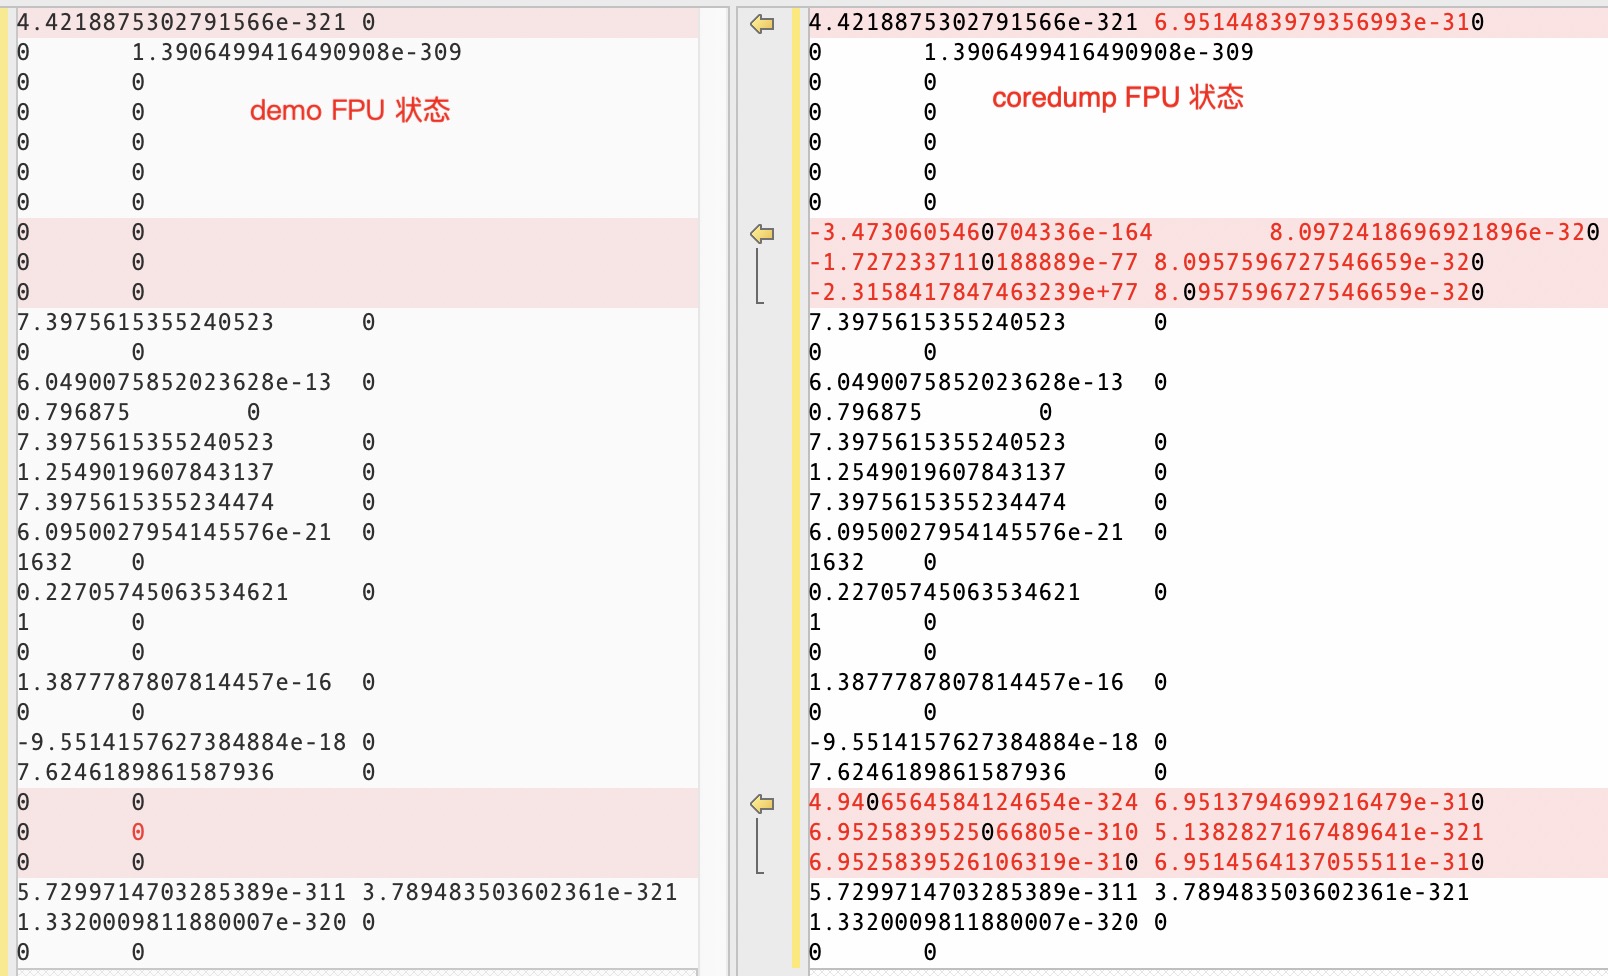 4.4218875302791566e-321 0
0 1.3906499416490908e-309
0 0
demo FPU 状态
0 0
0 0
0 0
0 0
0 0
0 0
0 0
7.3975615355240523 0
0 0
6.0490075852023628e-13 0
0.796875 0
7.3975615355240523 0
1.2549019607843137 0
7.3975615355234474 0
6.0950027954145576e-21 0
1632 0
0.22705745063534621 0
1 0
0 0
1.3877787807814457e-16 0
0 0
-9.5514157627384884e-18 0
7.6246189861587936 0
0 0
0 0
0 0
5.7299714703285389e-311 3.789483503602361e-321
1.3320009811880007e-320 0
0 0
4.4218875302791566e-321 6.9514483979356993e-310
0 1.3906499416490908e-309
0 0
coredump FPU 状态
0 0
0 0
0 0
0 0
-3.4730605460704336e-164 8.0972418696921896e-320
-1.7272337110188889e-77 8.0957596727546659e-320
-2.3158417847463239e+77 8.0957596727546659e-320
7.3975615355240523 0
0 0
6.0490075852023628e-13 0
0.796875 0
7.3975615355240523 0
1.2549019607843137 0
7.3975615355234474 0
6.0950027954145576e-21 0
1632 0
0.22705745063534621 0
1 0
0 0
1.3877787807814457e-16 0
0 0
-9.5514157627384884e-18 0
7.6246189861587936 0
4.9406564584124654e-324 6.9513794699216479e-310
6.9525839525066805e-310 5.1382827167489641e-321
6.9525839526106319e-310 6.9514564137055511e-310
5.7299714703285389e-311 3.789483503602361e-321
1.3320009811880007e-320 0
0 0